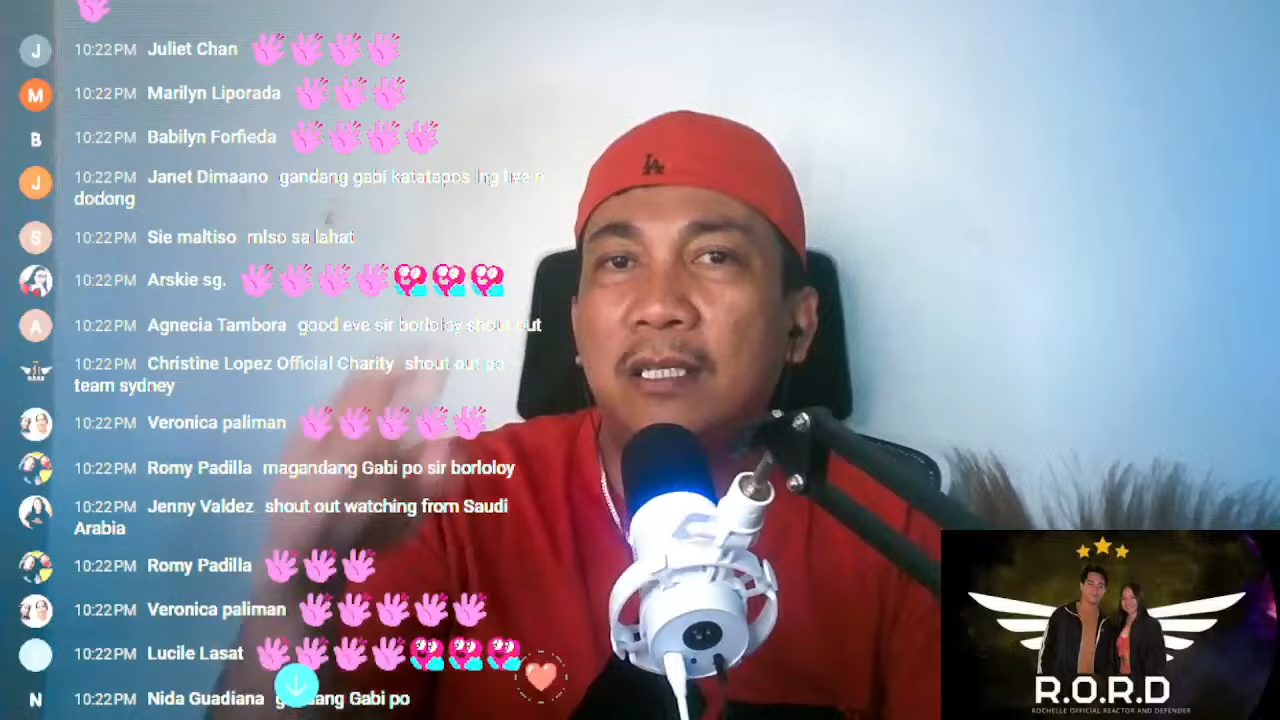 J 10:22 PM Juliet Chan
M 10:22 PM Marilyn Liporada
B 10:22 PM Babilyn Forfieda
J 10:22 PM Janet Dimaano gandang gabi katatapos lng live n
dodong
S 10:22 PM Sie maltiso mlso sa lahat
10:22 PM Arskie sg.
A 10:22 PM Agnecia Tambora good eve sir borloloy shout out
10:22 PM Christine Lopez Official Charity shout out po
team sydney
10:22 PM Veronica paliman
10:22 PM Romy Padilla magandang Gabi po sir borloloy
10:22 PM Jenny Valdez shout out watching from Saudi
Arabia
10:22 PM Romy Padilla
10:22 PM Veronica paliman
10:22 PM Lucile Lasat
N 10:22 PM Nida Guadiana Gabi po
LA
R.O.R.D
ROCHELLE OFFICIAL REACTOR AND DEFENDER